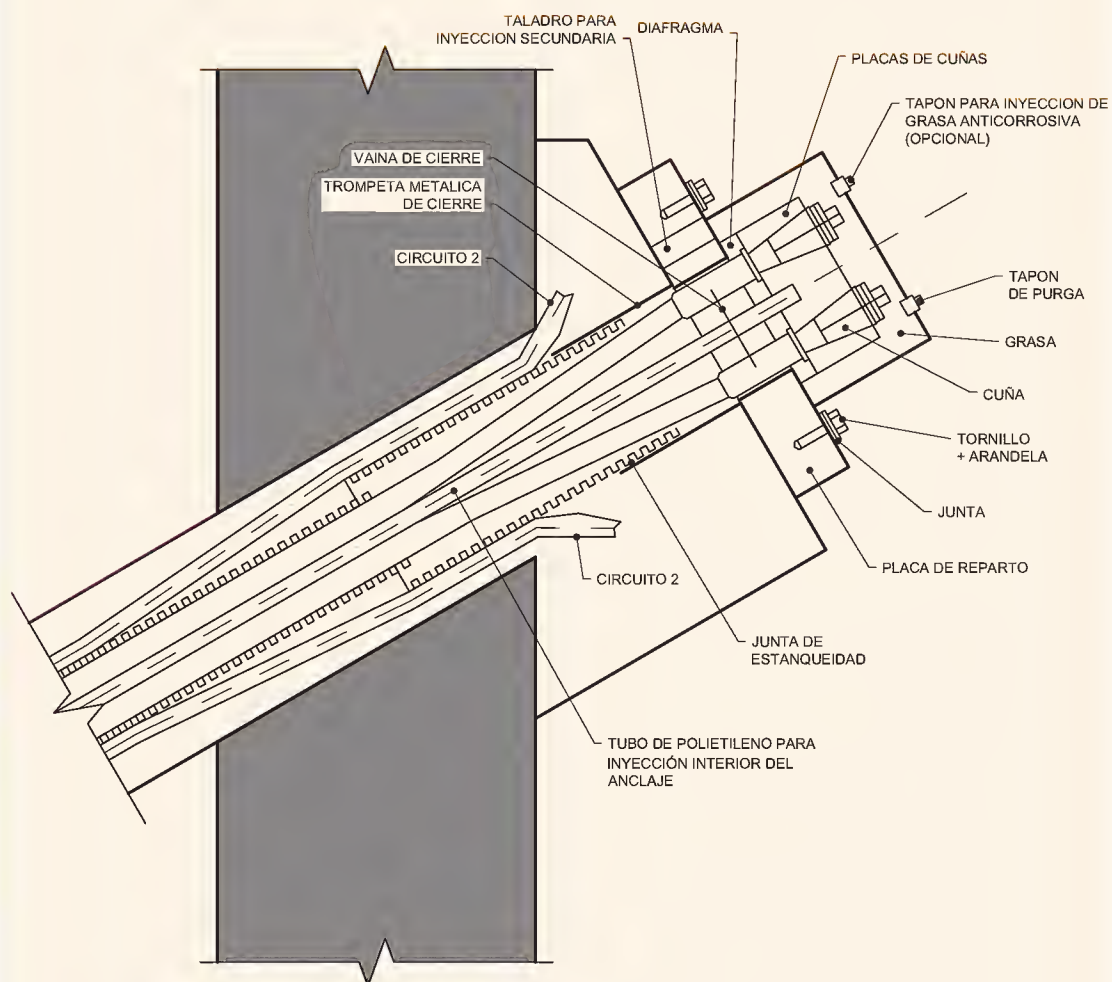 TALADRO PARA
INYECCION SECUNDARIA
DIAFRAGMA
PLACAS DE CUÑAS
TAPON PARA INYECCION DE
GRASA ANTICORROSIVA
(OPCIONAL)
VAINA DE CIERRE
TROMPETA METALICA
DE CIERRE
CIRCUITO 2
TAPON
DE PURGA
GRASA
CUÑA
TORNILLO
+ ARANDELA
JUNTA
PLACA DE REPARTO
CIRCUITO 2
JUNTA DE
ESTANQUEIDAD
TUBO DE POLIETILENO PARA
INYECCIÓN INTERIOR DEL
ANCLAJE